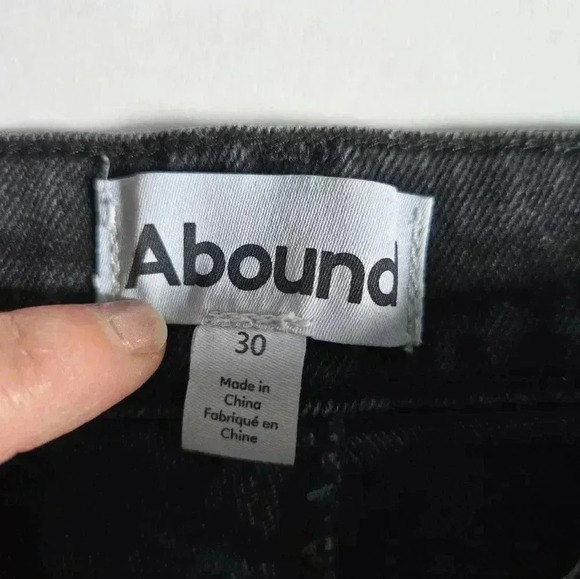 Abound
30
Made in
China
Fabriqué en
Chine